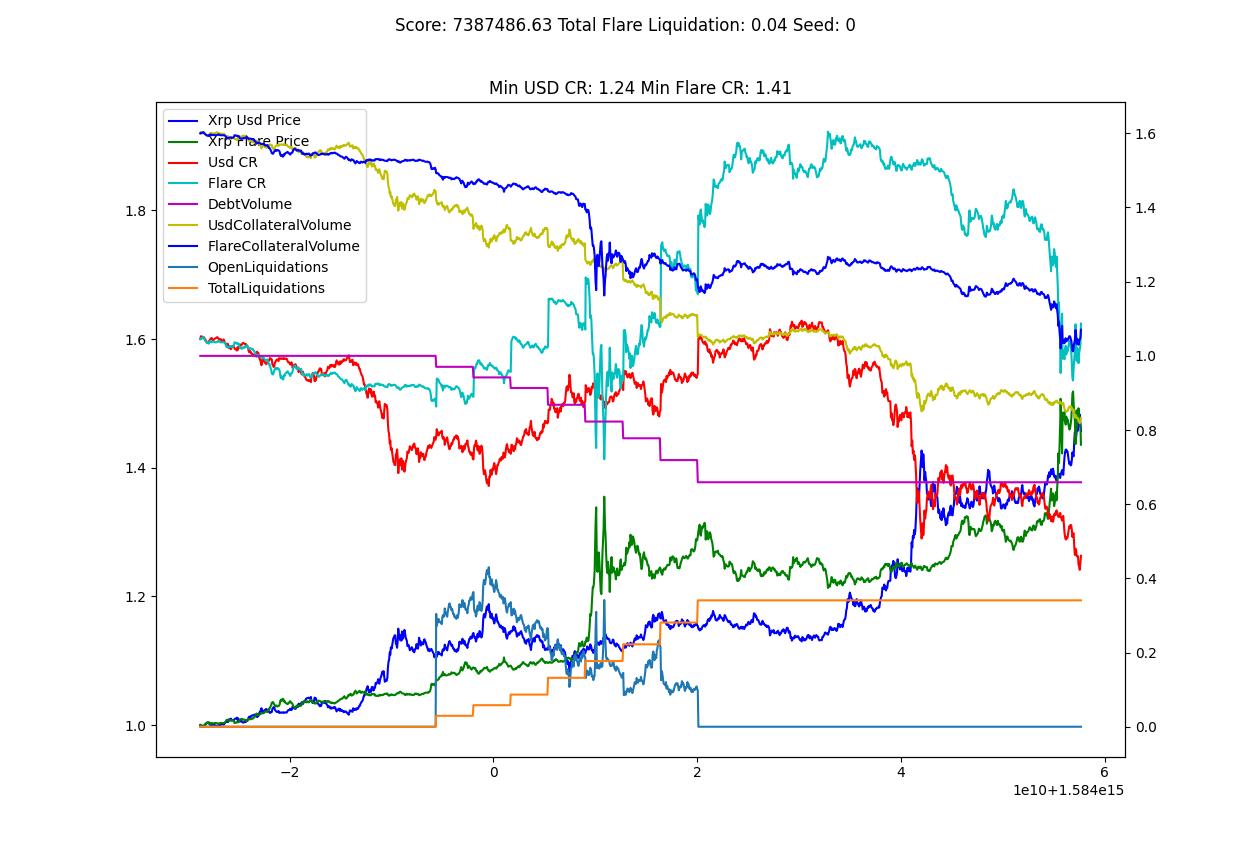 Score: 7387486.63 Total Flare Liquidation: 0.04 Seed: 0
Min USD CR: 1.24 Min Flare CR: 1.41
Xrp Usd Price
Xrp Flare Price
Usd CR
Flare CR
DebtVolume
UsdCollateralVolume
FlareCollateralVolume
OpenLiquidations
TotalLiquidations
1.8
1.6
1.4
1.2
1.0
1.6
1.4
1.2
1.0
0.8
0.6
0.4
0.2
0.0
−2
0
2
4
6
1e10+1.584e15